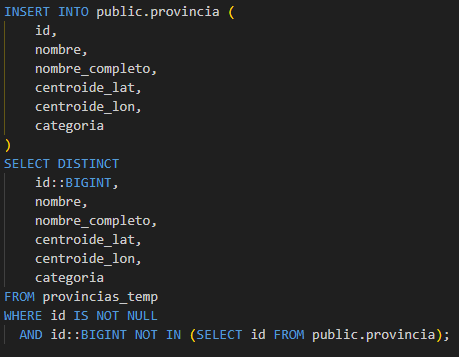 INSERT INTO public.provincia (
    id,
    nombre,
    nombre_completo,
    centroide_lat,
    centroide_lon,
    categoria
)
SELECT DISTINCT
    id::BIGINT,
    nombre,
    nombre_completo,
    centroide_lat,
    centroide_lon,
    categoria
FROM provincias_temp
WHERE id IS NOT NULL
  AND id::BIGINT NOT IN (SELECT id FROM public.provincia);